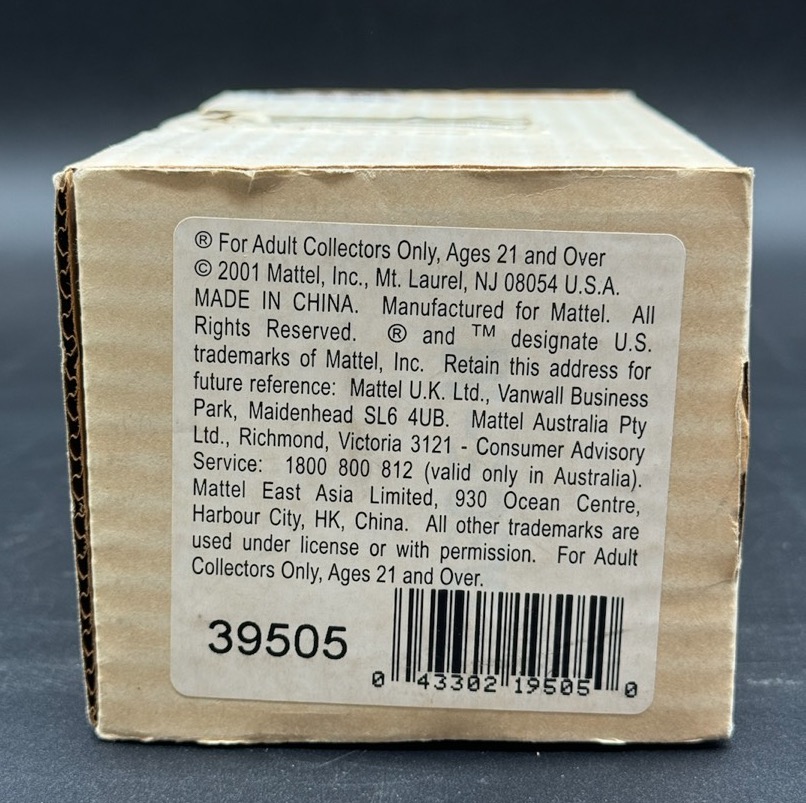 ® For Adult Collectors Only, Ages 21 and Over
© 2001 Mattel, Inc., Mt. Laurel, NJ 08054 U.S.A.
MADE IN CHINA. Manufactured for Mattel. All
Rights Reserved. ® and ™ designate U.S.
trademarks of Mattel, Inc. Retain this address for
future reference: Mattel U.K. Ltd., Vanwall Business
Park, Maidenhead SL6 4UB. Mattel Australia Pty
Ltd., Richmond, Victoria 3121 - Consumer Advisory
Service: 1800 800 812 (valid only in Australia).
Mattel East Asia Limited, 930 Ocean Centre,
Harbour City, HK, China. All other trademarks are
used under license or with permission. For Adult
Collectors Only, Ages 21 and Over.
39505
0 43302 19505 0